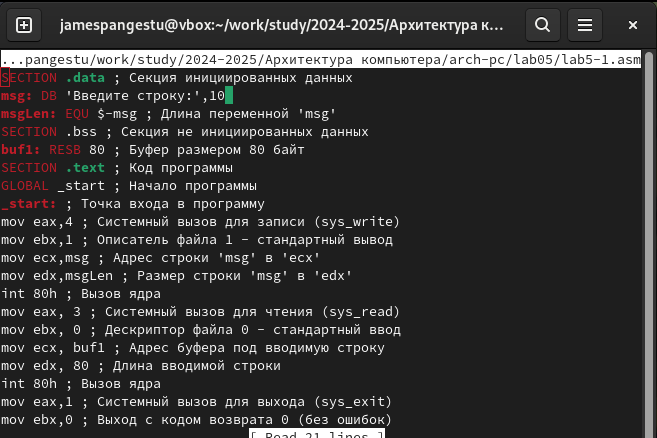 jamespangestu@vbox:~/work/study/2024-2025/Архитектура к...
...pangestu/work/study/2024-2025/Архитектура компьютера/arch-pc/lab05/lab5-1.asm
SECTION .data ; Секция инициированных данных
msg: DB 'Введите строку:',10
msgLen: EQU $-msg ; Длина переменной 'msg'
SECTION .bss ; Секция не инициированных данных
buf1: RESB 80 ; Буфер размером 80 байт
SECTION .text ; Код программы
GLOBAL _start ; Начало программы
_start: ; Точка входа в программу
mov eax,4 ; Системный вызов для записи (sys_write)
mov ebx,1 ; Описатель файла 1 - стандартный вывод
mov ecx,msg ; Адрес строки 'msg' в 'ecx'
mov edx,msgLen ; Размер строки 'msg' в 'edx'
int 80h ; Вызов ядра
mov eax, 3 ; Системный вызов для чтения (sys_read)
mov ebx, 0 ; Дескриптор файла 0 - стандартный ввод
mov ecx, buf1 ; Адрес буфера под вводимую строку
mov edx, 80 ; Длина вводимой строки
int 80h ; Вызов ядра
mov eax,1 ; Системный вызов для выхода (sys_exit)
mov ebx,0 ; Выход с кодом возврата 0 (без ошибок)
[ Read 21 lines ]